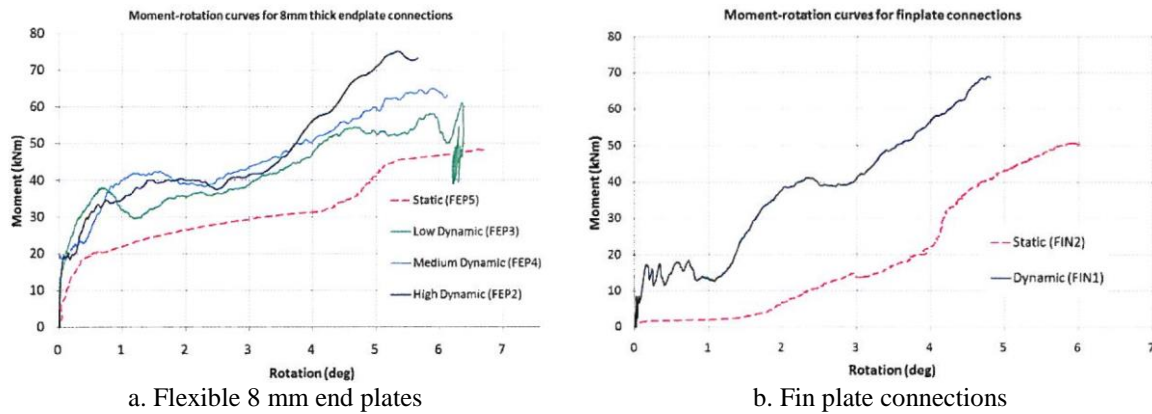 Moment-rotation curves for 8mm thick endplate connections
80
70
60
50
40
30
20
10
0
Moment (kNm)
Static (FEP5)
Low Dynamic (FEP3)
Medium Dynamic (FEP4)
High Dynamic (FEP2)
0 1 2 3 4 5 6 7
Rotation (deg)
a. Flexible 8 mm end plates
Moment-rotation curves for finplate connections
80
70
60
50
40
30
20
10
0
Moment (kNm)
Static (FIN2)
Dynamic (FIN1)
0 1 2 3 4 5 6 7
Rotation (deg)
b. Fin plate connections